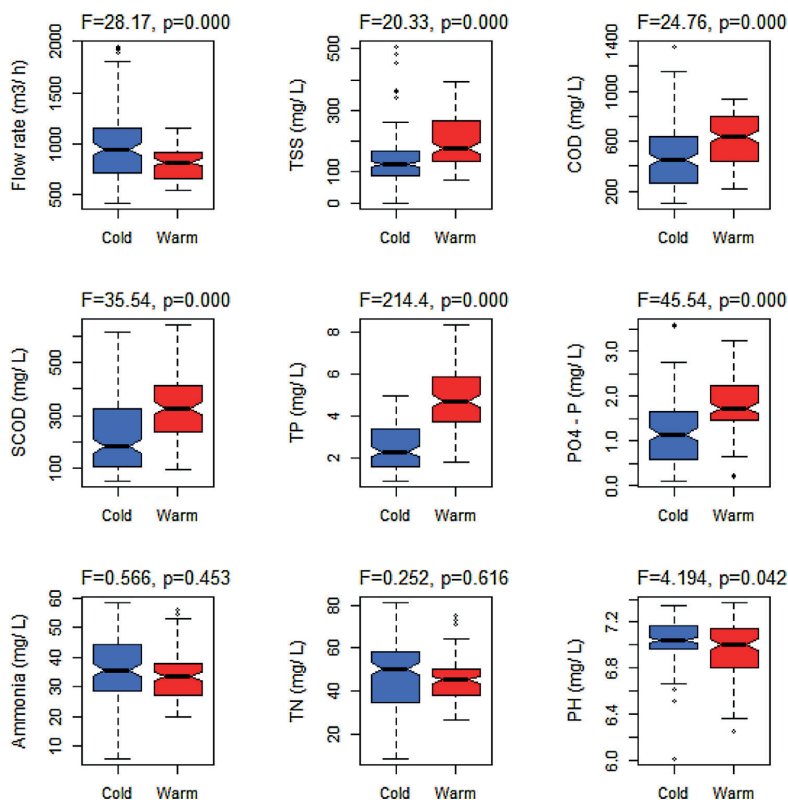 F=28.17, p=0.000
Flow rate (m3/ h)
2000
1500
1000
500
Cold Warm
F=20.33, p=0.000
TSS (mg/ L)
500
300
100
0
Cold Warm
F=24.76, p=0.000
COD (mg/ L)
1400
1000
600
200
Cold Warm
F=35.54, p=0.000
SCOD (mg/ L)
500
300
100
Cold Warm
F=214.4, p=0.000
TP (mg/ L)
8
6
4
2
Cold Warm
F=45.54, p=0.000
PO4 - P (mg/ L)
3.0
2.0
1.0
0.0
Cold Warm
F=0.566, p=0.453
Ammonia (mg/ L)
60
50
40
30
20
10
Cold Warm
F=0.252, p=0.616
TN (mg/ L)
80
60
40
20
Cold Warm
F=4.194, p=0.042
PH (mg/ L)
7.2
6.8
6.4
6.0
Cold Warm